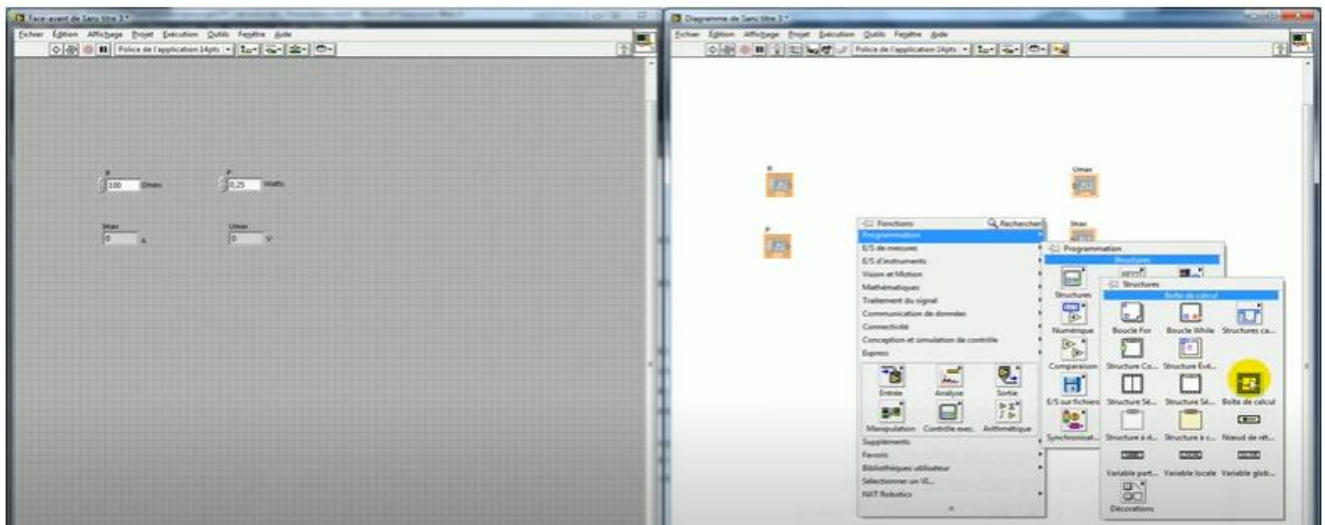 Face-avant de Sans titre 3 *
Fichier Edition Affichage Projet Exécution Outils Fenêtre Aide
Police de l'application 14pts
R
100 Ohms
P
0,25 Watts
Imax
0 A
Umax
0 V
Diagramme de Sans titre 3 *
Fichier Edition Affichage Projet Exécution Outils Fenêtre Aide
Police de l'application 14pts
R
P
Umax
Imax
Fonctions
Rechercher
Programmation
E/S de mesures
E/S d'instruments
Vision et Motion
Mathématiques
Traitement du signal
Communication de données
Connectivité
Conception et simulation de contrôle
Express
Entrée Analyse Sortie
Manipulation Contrôle exec. Arithmétique
Suppléments
Favoris
Bibliothèques utilisateur
Sélectionner un VI...
NXT Robotics
Programmation
Structures
Structures
Numérique
Comparaison
E/S sur fichiers
Synchronisat...
Structures
Boîte de calcul
Boucle For Boucle While Structures ca...
Structure Co... Structure Évé...
Structure Sé... Structure Sé... Boîte de calcul
Structure à d... Structure à c... Nœud de rét...
Variable part... Variable locale Variable glob...
Décorations